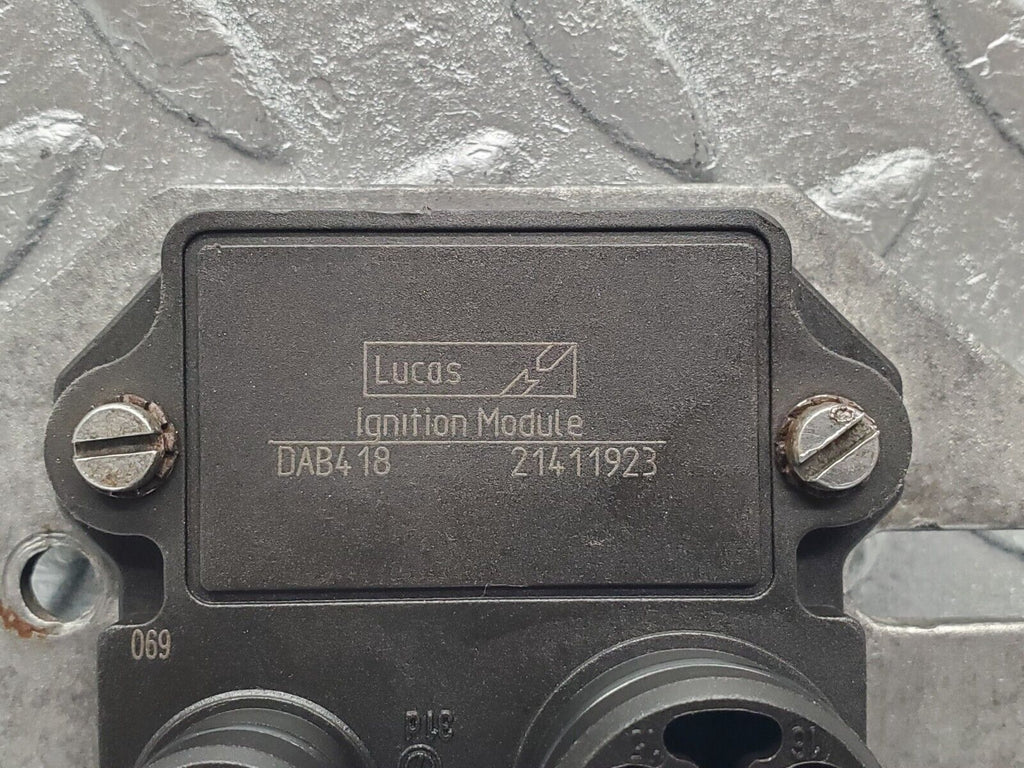 Lucas
Ignition Module
DAB418 21411923
069